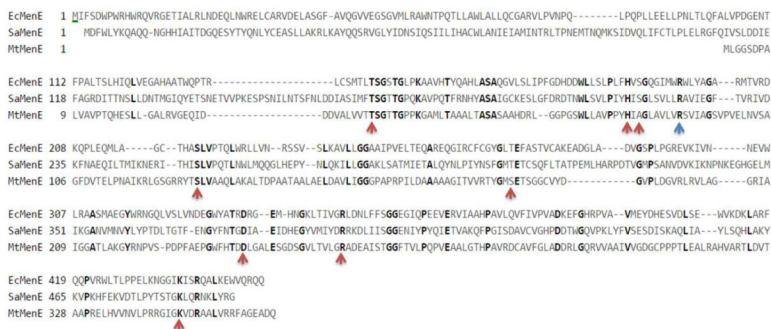 EcMenE 1 MIFSDWPWRHWRQVRGETIALRLNDEQLNWRELCARVDELASGF-AVQGVVEGSGVMLRAWNTPQTLLAWLALLQCGARVLPVNPQ------LPQPLLEELLPNLTLQFALVPDGENT
SaMenE 1 MDFWLYKQAQQ-NGHHIAITDGQESYTYQNLYCEASLLAKRLKAYQQSRVGLYIDNSIQSIILIHACWLANIEIAMINTRLTPNEMTNQMKSIDVQLIFCTLPLELRGFQIVSLDDIE
MtMenE 1 MLGGSDPA
EcMenE 112 FPALTSLHIQLVEGAHAATWQPTR------------------LCSMTLTSGSTGLPKAAVHTYQAHLASAQGVLSLIPFGDHDDWLLSLPLFHVSGQGIMWRWLYAGA--RMTVRD
SaMenE 118 FAGRDITTNSLLDNTMGIQYETSNETVVPKESPSNILNTSFNLDDIASIMFTSGTTGPQKAVPQTFRNHYASAIGCKESLGFDRDTNWLSVLPIYHISGLSVLLRAVIEGF--TVRIVD
MtMenE 9 LVAVPTQHESLL-GALRVGEQID------------------DDVALVVTTSGTTGPPKGAMLTAAALTASASAAHDRL--GGPGSWLLAVPPYHIAGLAVLVRSVIAGSVPVELNVSA
EcMenE 208 KQPLEQMLA-----GC--THASLVPTQLWRLLVN--RSSVV--SLKAVLLGGAAIPVELTEQAREQGIRCFCGYGLTEFASTVCAKEADGLA---DVGSPLPGREVKIVN-----NEVW
SaMenE 235 KFNAEQILTMIKNERI--THISLVPQTLNWLMQQGLHEPY---NLQKILLGGAKLSATMIETALQYNLPIYNSFGMTETCSQFLTATPEMLHARPDTVGMPSANVDVKIKNPNKEGHGELM
MtMenE 106 GFDVTELPNAIKRLGSGRRYTSLVAAQLAKALTDPAATAALAELDAVLIGGGPAPRPILDAAAAAGITVVRTYGMSETSGGCVYD----------GVPLDGVRLRVLAG-----GRIA
EcMenE 307 LRAASMAEGYWRNGQLVSLVNDEGWYATRDRG--EM-HNGKLTIVGRLDNLFFSGGEGIQPEEVERVIAAHPAVLQVFIVPVADKEFGHRPVA--VMEYDHESVDLSE---WVKDKLARF
SaMenE 351 IKGANVMNVYLYPTDLTGTF-ENGYFNTGDIA--EIDHEGYVMIYDRRKDLIISGGENIYPYQIETVAKQFPGISDAVCVGHPDDTWGQVPKLYFVSESDISKAQLIA---YLSQHLAKY
MtMenE 209 IGGATLAKGYRNPVS-PDPFAEPGWFHTDDLGALESGDSGVLTVLGRADEAISTGGFTVLPQPVEAALGTHPAVRDCAVFGLADDRLGQRVVAAIVVGDGCPPPTLEALRAHVARTLDVT
EcMenE 419 QQPVRWLTLPPELKNGGIKISRQALKEWVQRQQ
SaMenE 465 KVPKHFEKVDTLPYTSTGKLQRNKLYRG
MtMenE 328 AAPRELHVVNVLPRRGIGKVDRAALVRRFAGEADQ